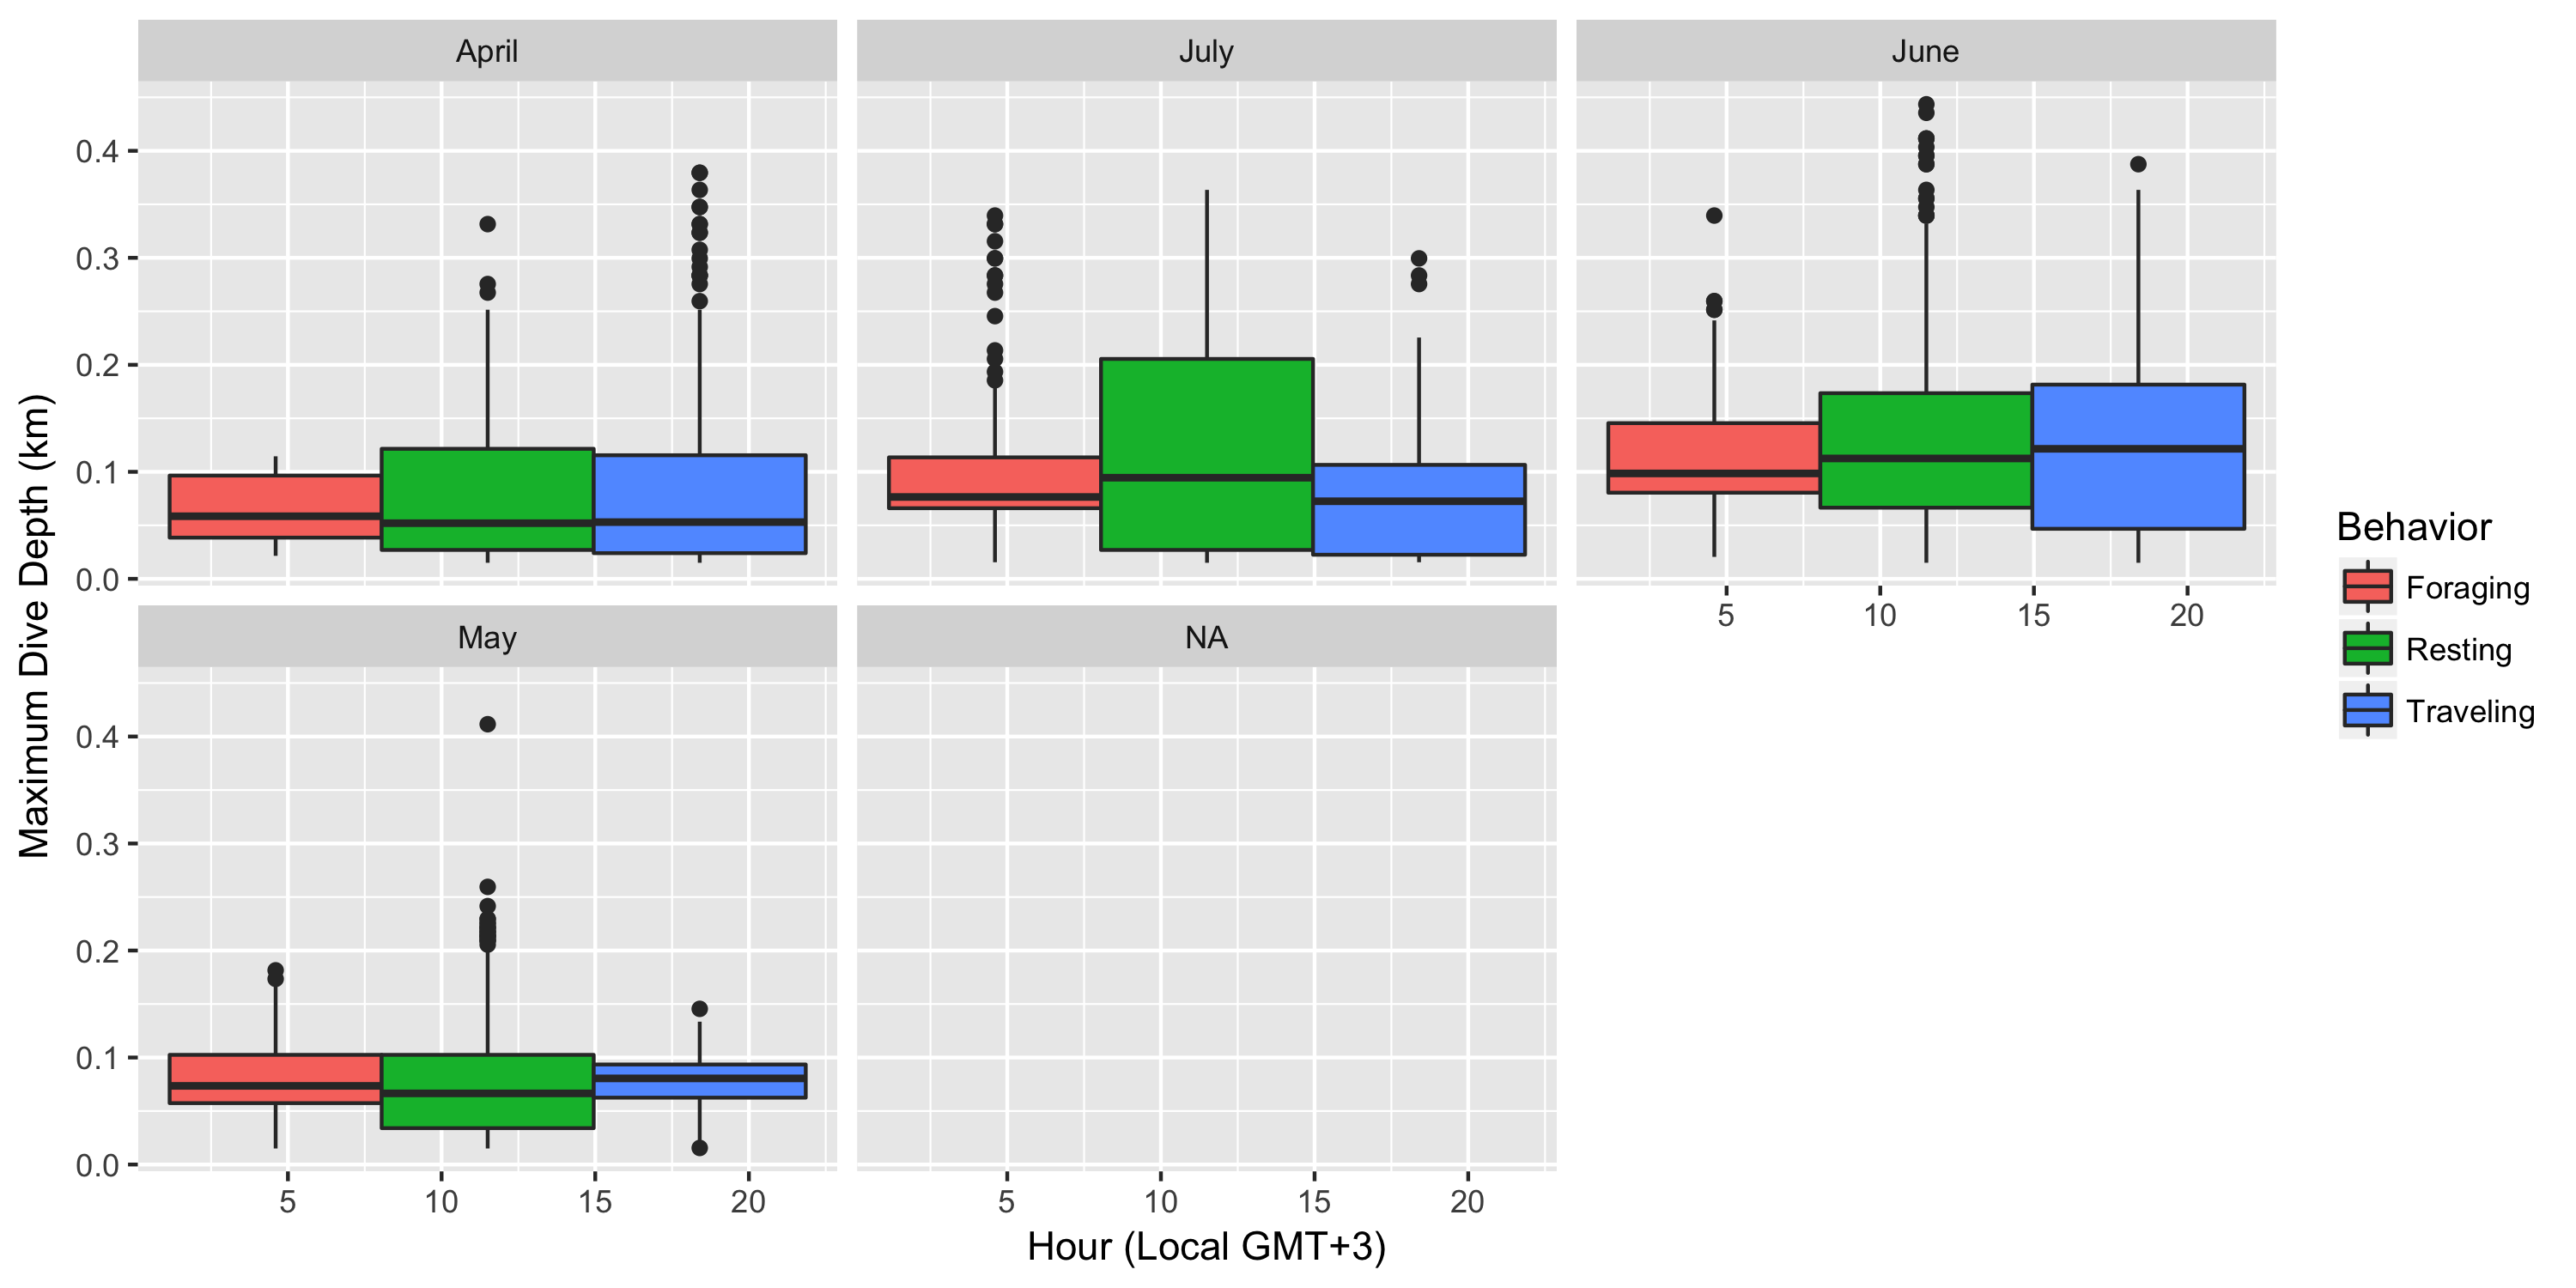 April
July
June
0.4
0.3
0.2
0.1
0.0
5 10 15 20
May
NA
0.4
0.3
0.2
0.1
0.0
5 10 15 20
5 10 15 20
Maximum Dive Depth (km)
Hour (Local GMT+3)
Behavior
Foraging
Resting
Traveling